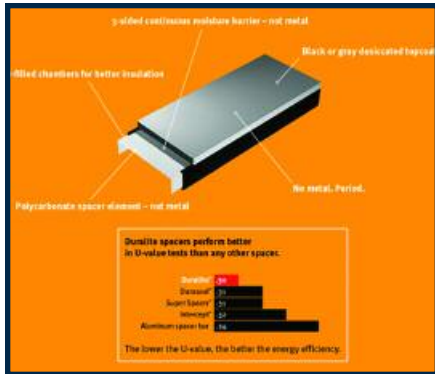 3-sided continuous moisture barrier – not metal
Black or gray desiccated topcoat
-filled chambers for better insulation
No metal. Period.
Polycarbonate spacer element – not metal
Duralite spacers perform better
in U-value tests than any other spacer.
Duralite
Super Spacer
Intercept
Aluminum spacer bar
The lower the U-value, the better the energy efficiency.